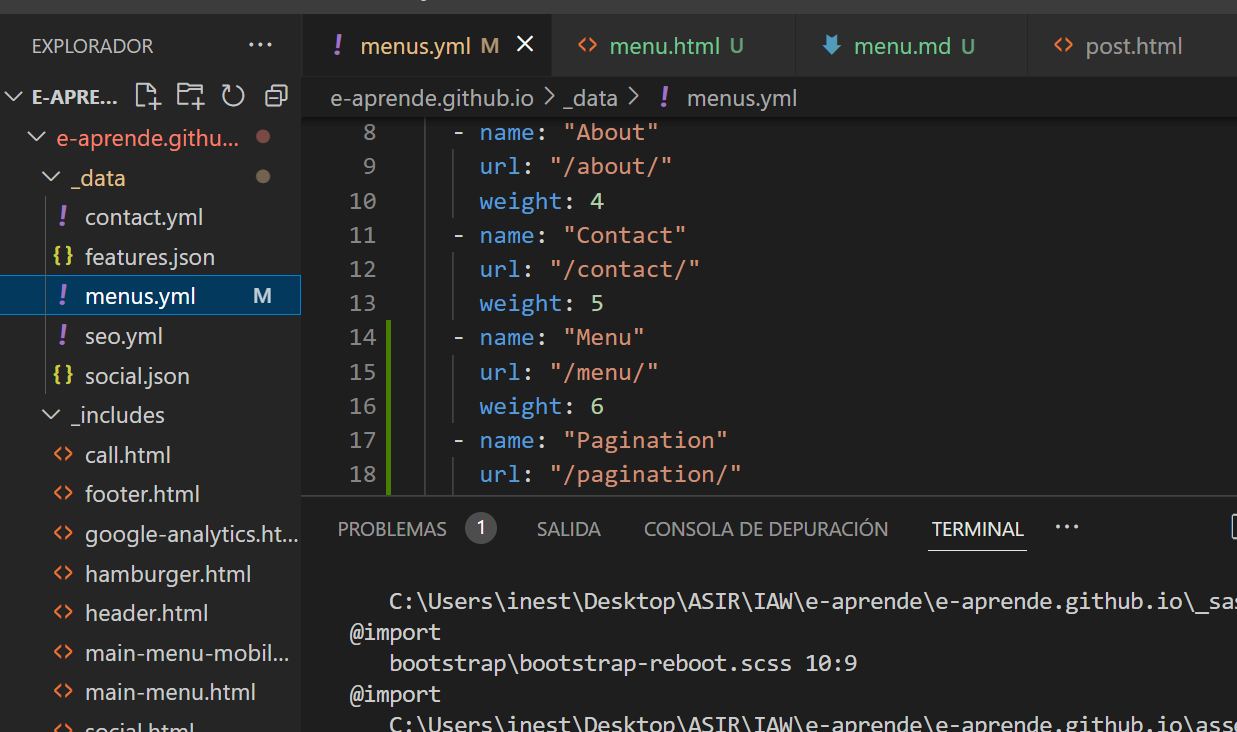 EXPLORADOR ···
menus.yml M
menu.html U
menu.md U
post.html
E-APRE...
e-aprende.github.io > _data > menus.yml
e-aprende.githu...
_data
contact.yml
features.json
menus.yml M
seo.yml
social.json
_includes
call.html
footer.html
google-analytics.ht...
hamburger.html
header.html
main-menu-mobil...
main-menu.html
social.html
8 - name: "About"
9 url: "/about/"
10 weight: 4
11 - name: "Contact"
12 url: "/contact/"
13 weight: 5
14 - name: "Menu"
15 url: "/menu/"
16 weight: 6
17 - name: "Pagination"
18 url: "/pagination/"
PROBLEMAS 1 SALIDA CONSOLA DE DEPURACIÓN TERMINAL ···
C:\Users\inest\Desktop\ASIR\IAW\e-aprende\e-aprende.github.io\_sas
@import
bootstrap\bootstrap-reboot.scss 10:9
@import
C:\Users\inest\Desktop\ASIR\IAW\e-aprende\e-aprende.github.io\asse